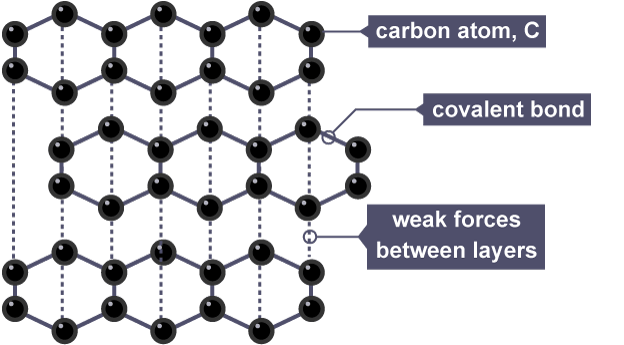 carbon atom, C
covalent bond
weak forces
between layers